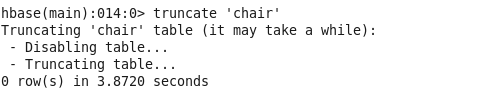 hbase(main):014:0> truncate 'chair'
Truncating 'chair' table (it may take a while):
 - Disabling table...
 - Truncating table...
0 row(s) in 3.8720 seconds